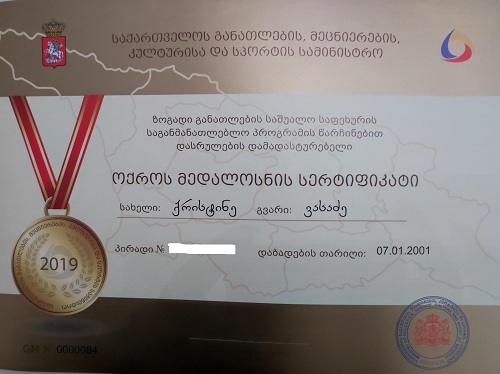 საქართველოს განათლების, მეცნიერების,
კულტურისა და სპორტის სამინისტრო
ზოგადი განათლების საშუალო საფეხურის
საგანმანათლებლო პროგრამის წარჩინებით
დასრულების დამადასტურებელი
ოქროს მედალოსნის სერტიფიკატი
სახელი: ქრისტინე გვარი: ვასაძე
პირადი № დაბადების თარიღი: 07.01.2001
2019
GM N 0000084